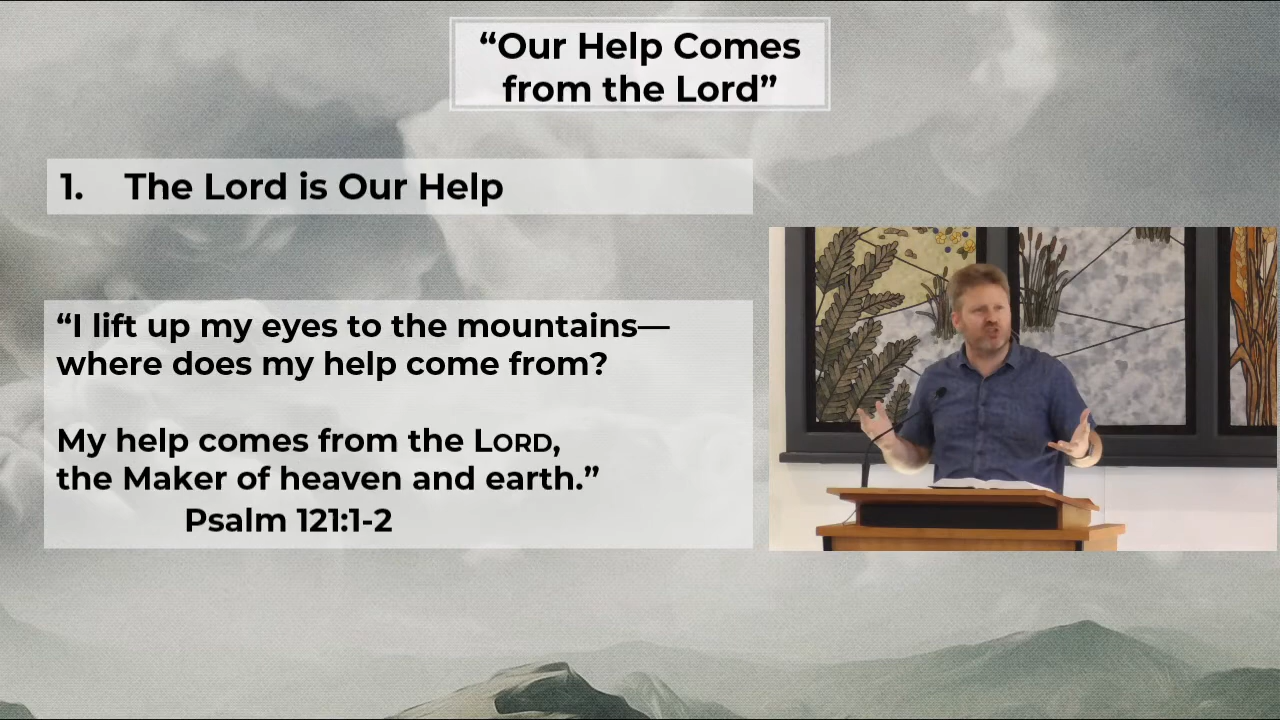 “Our Help Comes
from the Lord”
1. The Lord is Our Help
“I lift up my eyes to the mountains—
where does my help come from?
My help comes from the LORD,
the Maker of heaven and earth.”
Psalm 121:1-2